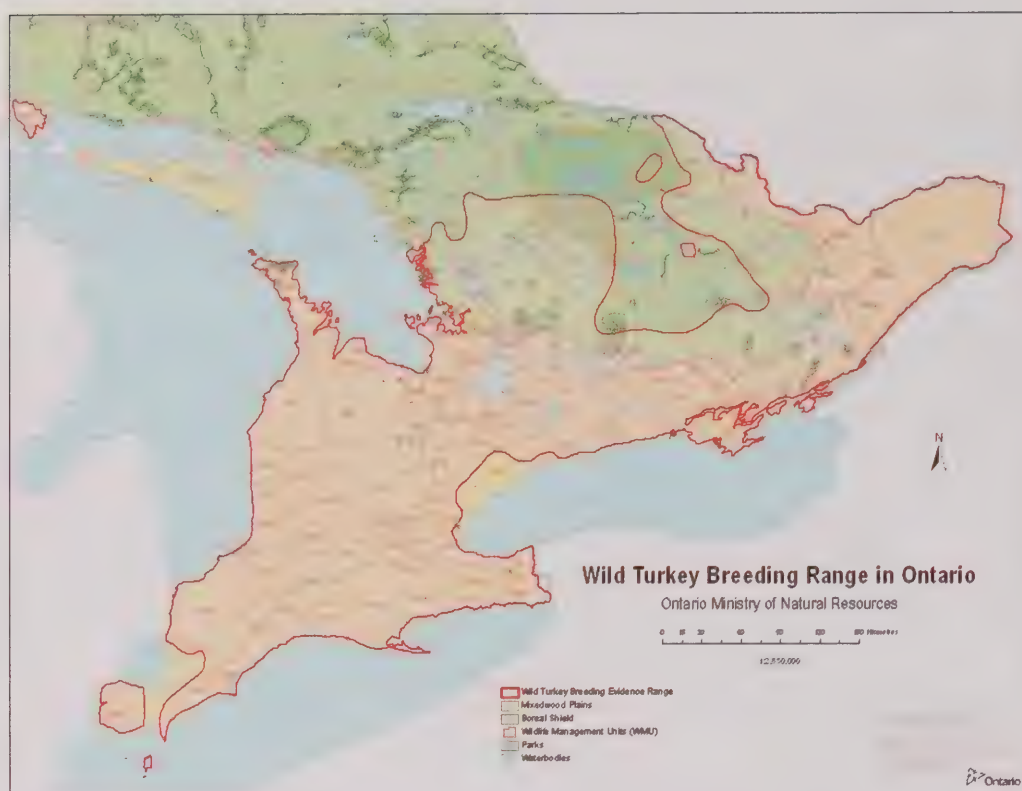 N
Wild Turkey Breeding Range in Ontario
Ontario Ministry of Natural Resources
0
Wild Turkey Breeding Evidence Range
Mixedwood Plains
Boreal Shield
Wildlife Management Units (WMU)
Parks
Waterbodies
Ontario